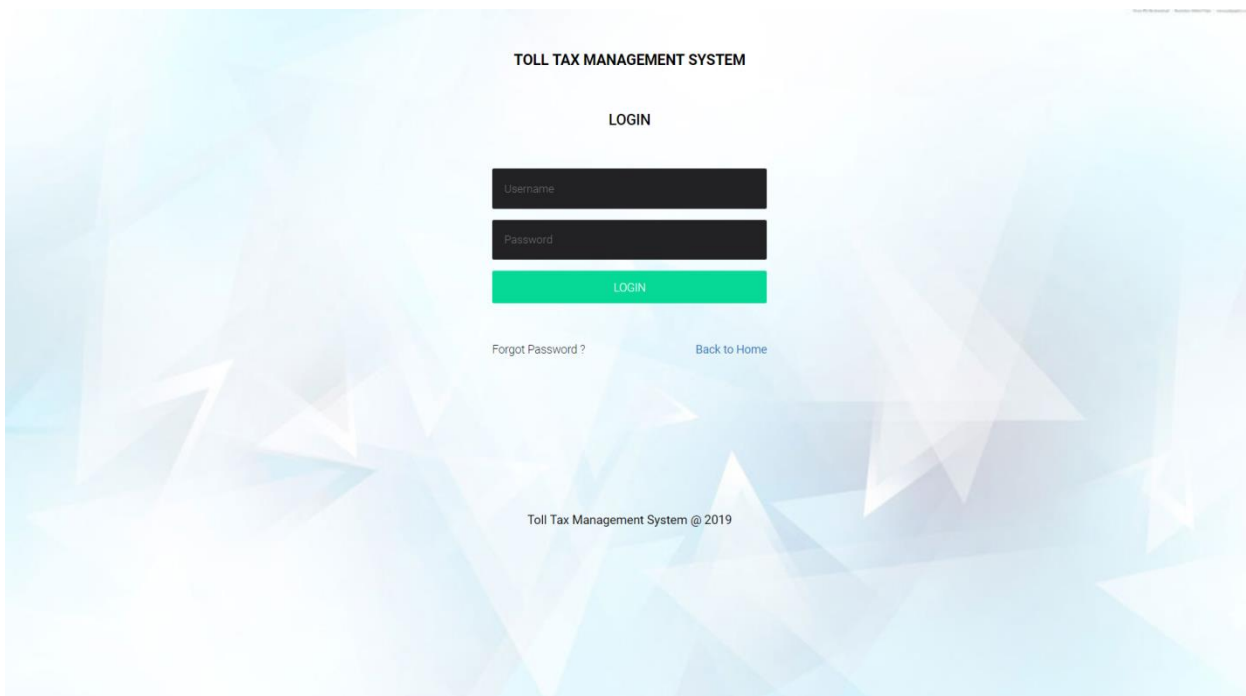 TOLL TAX MANAGEMENT SYSTEM
LOGIN
Username
Password
LOGIN
Forgot Password ? Back to Home
Toll Tax Management System @ 2019